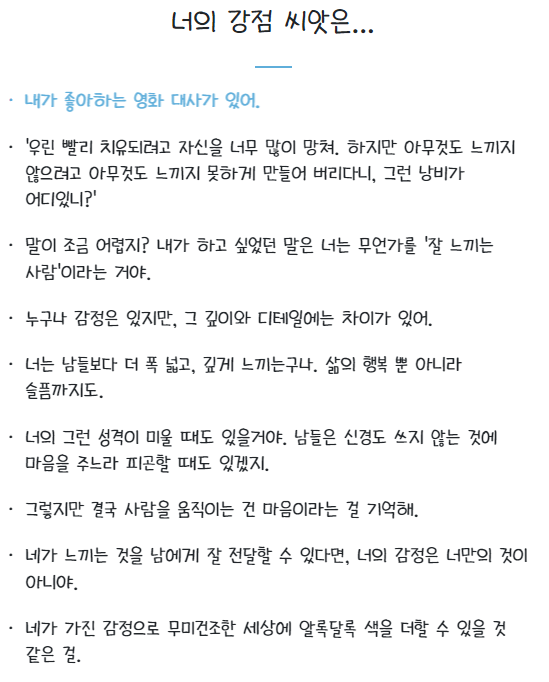 너의 강점 씨앗은...
· 내가 좋아하는 영화 대사가 있어.
· '우린 빨리 치유되려고 자신을 너무 많이 망쳐. 하지만 아무것도 느끼지
않으려고 아무것도 느끼지 못하게 만들어 버리다니, 그런 낭비가
어디있니?'
· 말이 조금 어렵지? 내가 하고 싶었던 말은 너는 무언가를 '잘 느끼는
사람'이라는 거야.
· 누구나 감정은 있지만, 그 깊이와 디테일에는 차이가 있어.
· 너는 남들보다 더 폭 넓고, 깊게 느끼는구나. 삶의 행복 뿐 아니라
슬픔까지도.
· 너의 그런 성격이 미울 때도 있을거야. 남들은 신경도 쓰지 않는 것에
마음을 주느라 피곤할 때도 있겠지.
· 그렇지만 결국 사람을 움직이는 건 마음이라는 걸 기억해.
· 네가 느끼는 것을 남에게 잘 전달할 수 있다면, 너의 감정은 너만의 것이
아니야.
· 네가 가진 감정으로 무미건조한 세상에 알록달록 색을 더할 수 있을 것
같은 걸.